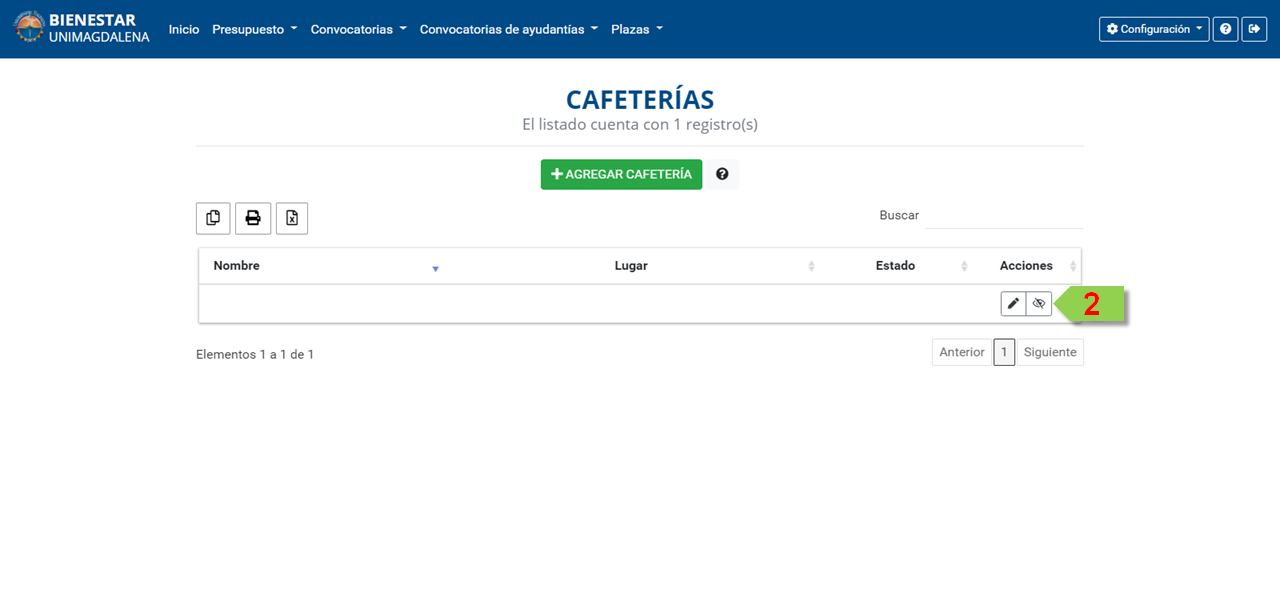 BIENESTAR
UNIMAGDALENA
Inicio Presupuesto Convocatorias Convocatorias de ayudantías Plazas Configuración
CAFETERÍAS
El listado cuenta con 1 registro(s)
AGREGAR CAFETERÍA
Buscar
Nombre Lugar Estado Acciones
2
Elementos 1 a 1 de 1
Anterior 1 Siguiente